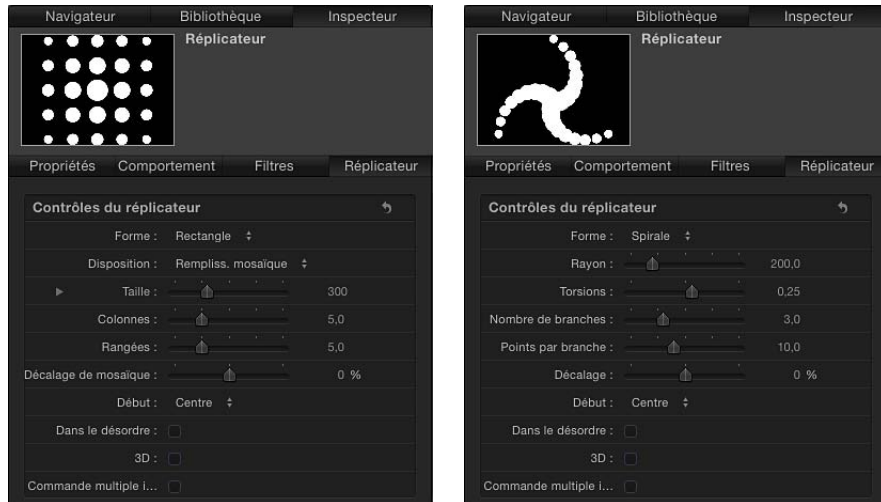 Navigateur Bibliothèque Inspecteur
Réplicateur
Propriétés Comportement Filtres Réplicateur
Contrôles du réplicateur
Forme : Rectangle
Disposition : Rempliss. mosaïque
Taille : 300
Colonnes : 5,0
Rangées : 5,0
Décalage de mosaïque : 0 %
Début : Centre
Dans le désordre :
3D :
Commande multiple i...
Navigateur Bibliothèque Inspecteur
Réplicateur
Propriétés Comportement Filtres Réplicateur
Contrôles du réplicateur
Forme : Spirale
Rayon : 200,0
Torsions : 0,25
Nombre de branches : 3,0
Points par branche : 10,0
Décalage : 0 %
Début : Centre
Dans le désordre :
3D :
Commande multiple i...